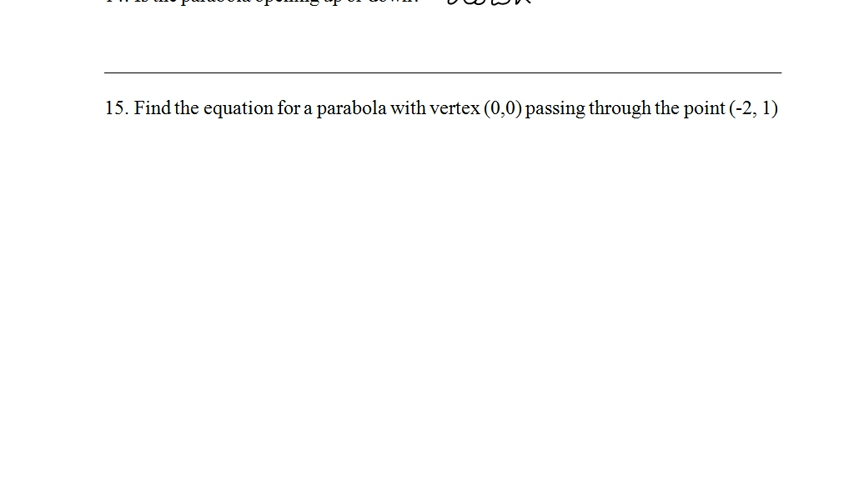 15. Find the equation for a parabola with vertex (0,0) passing through the point (-2, 1)